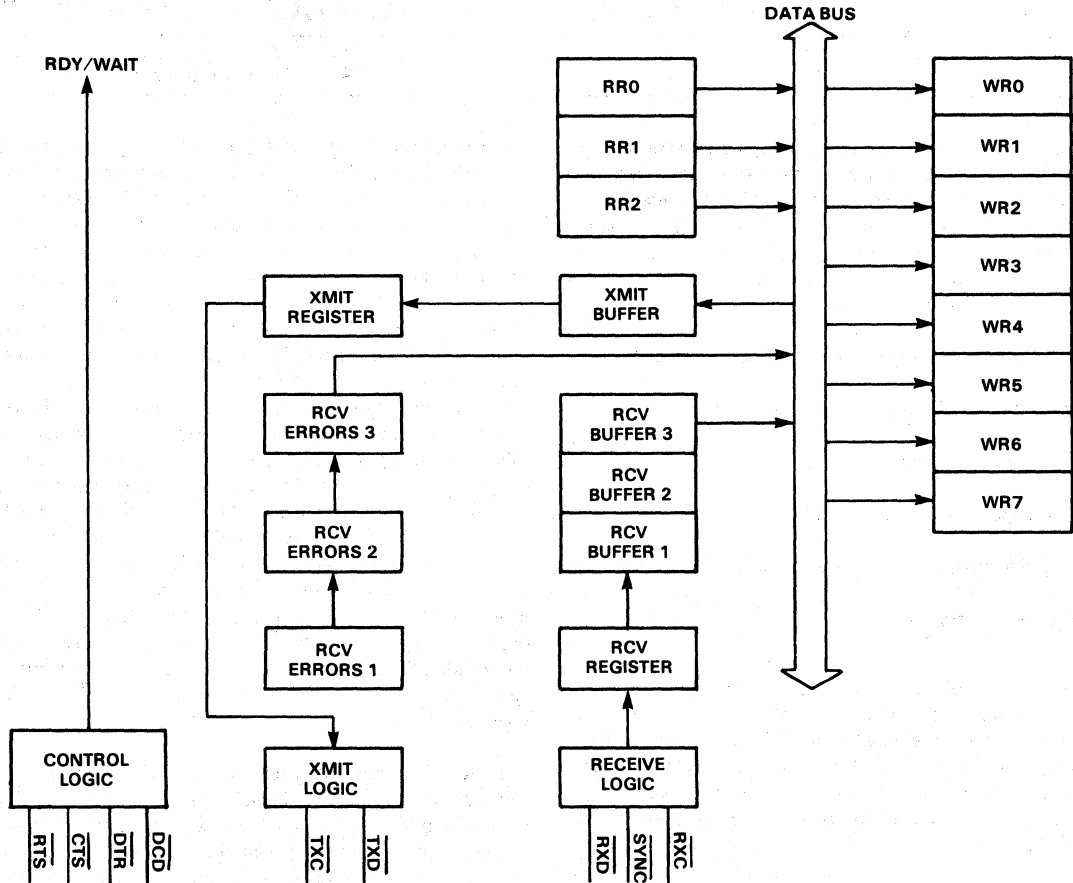 DATA BUS
RDY/WAIT
RR0
RR1
RR2
WR0
WR1
WR2
WR3
WR4
WR5
WR6
WR7
XMIT
REGISTER
XMIT
BUFFER
RCV
ERRORS 3
RCV
ERRORS 2
RCV
ERRORS 1
RCV
BUFFER 3
RCV
BUFFER 2
RCV
BUFFER 1
RCV
REGISTER
CONTROL
LOGIC
XMIT
LOGIC
RECEIVE
LOGIC
RTS
CTS
DTR
DCD
TXC
TXD
RXD
SYNC
RXC